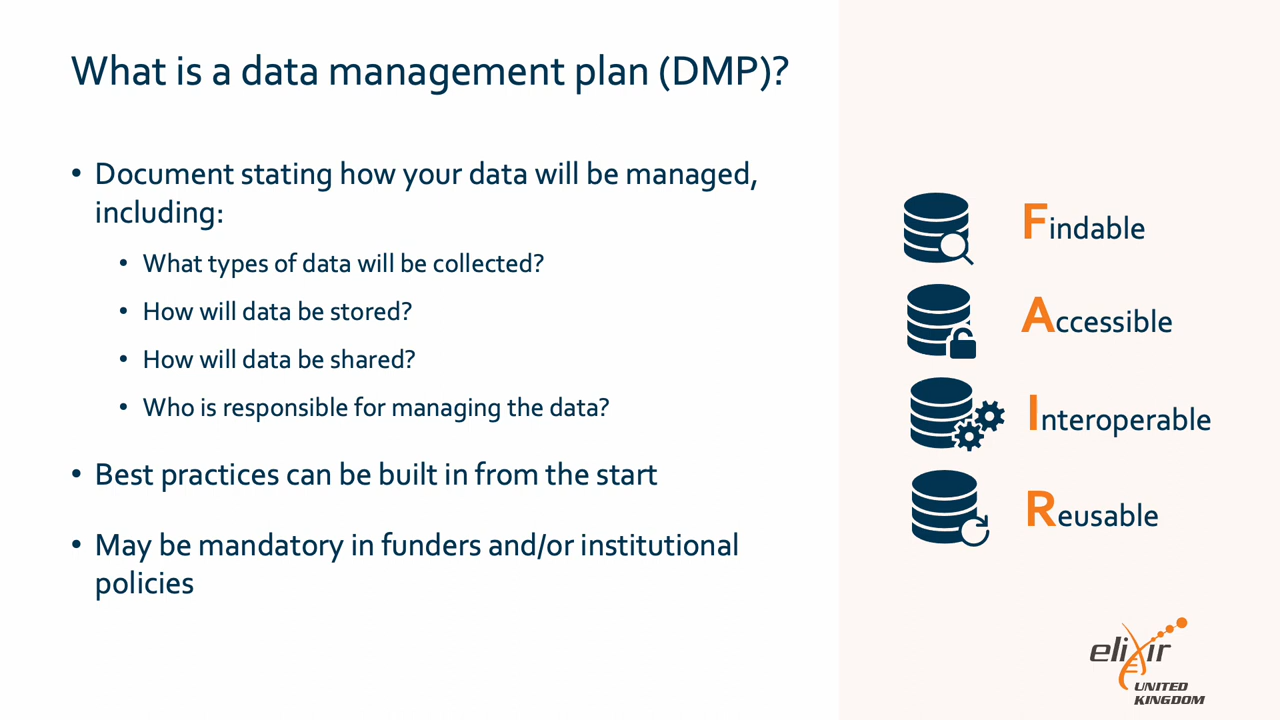 What is a data management plan (DMP)?
• Document stating how your data will be managed,
including:
• What types of data will be collected?
• How will data be stored?
• How will data be shared?
• Who is responsible for managing the data?
• Best practices can be built in from the start
• May be mandatory in funders and/or institutional
policies
Findable
Accessible
Interoperable
Reusable
elixir
UNITED
KINGDOM